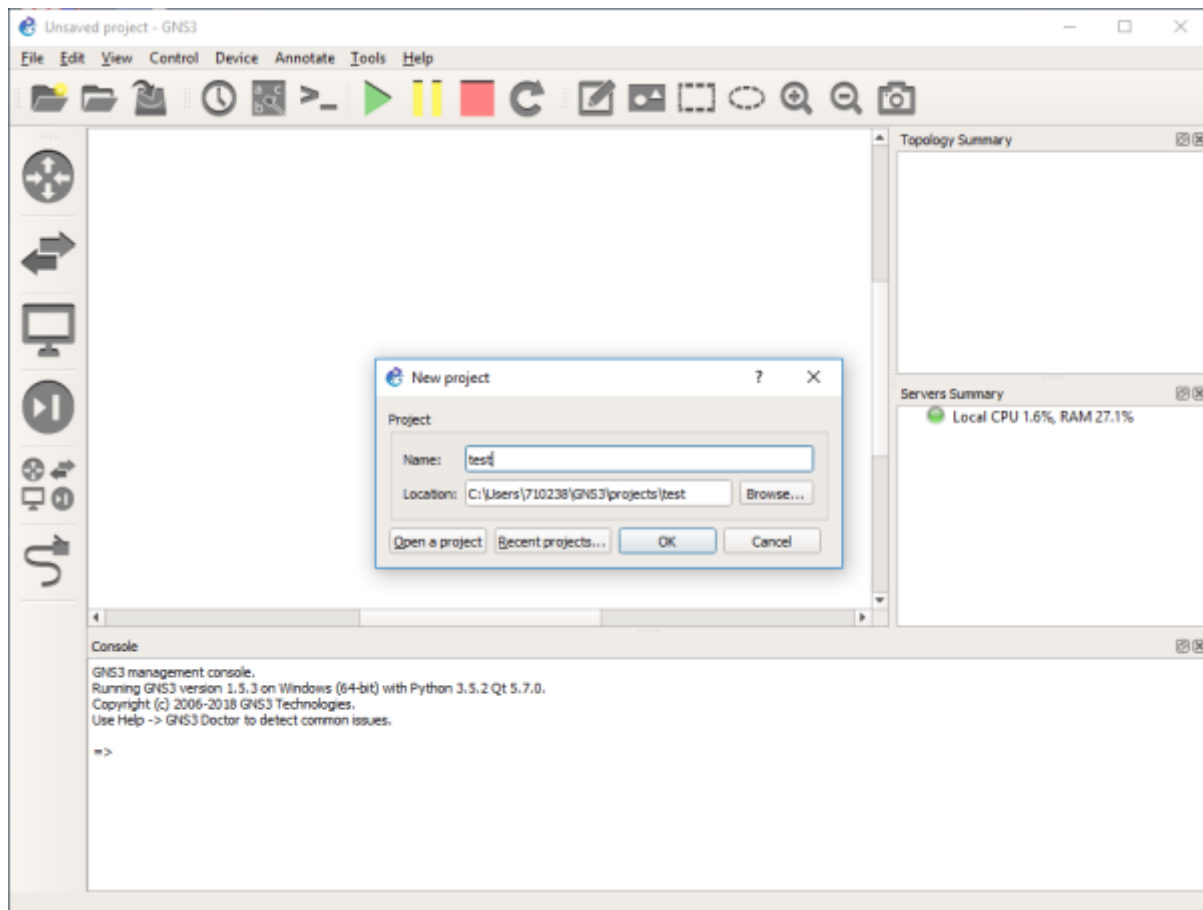 Unsaved project - GNS3
File Edit View Control Device Annotate Tools Help
Topology Summary
New project
?
Project
Name: test
Location: C:\Users\710238\GNS3\projects\test Browse...
Open a project Recent projects... OK Cancel
Servers Summary
Local CPU 1.6%, RAM 27.1%
Console
GNS3 management console.
Running GNS3 version 1.5.3 on Windows (64-bit) with Python 3.5.2 Qt 5.7.0.
Copyright (c) 2006-2018 GNS3 Technologies.
Use Help -> GNS3 Doctor to detect common issues.
=>